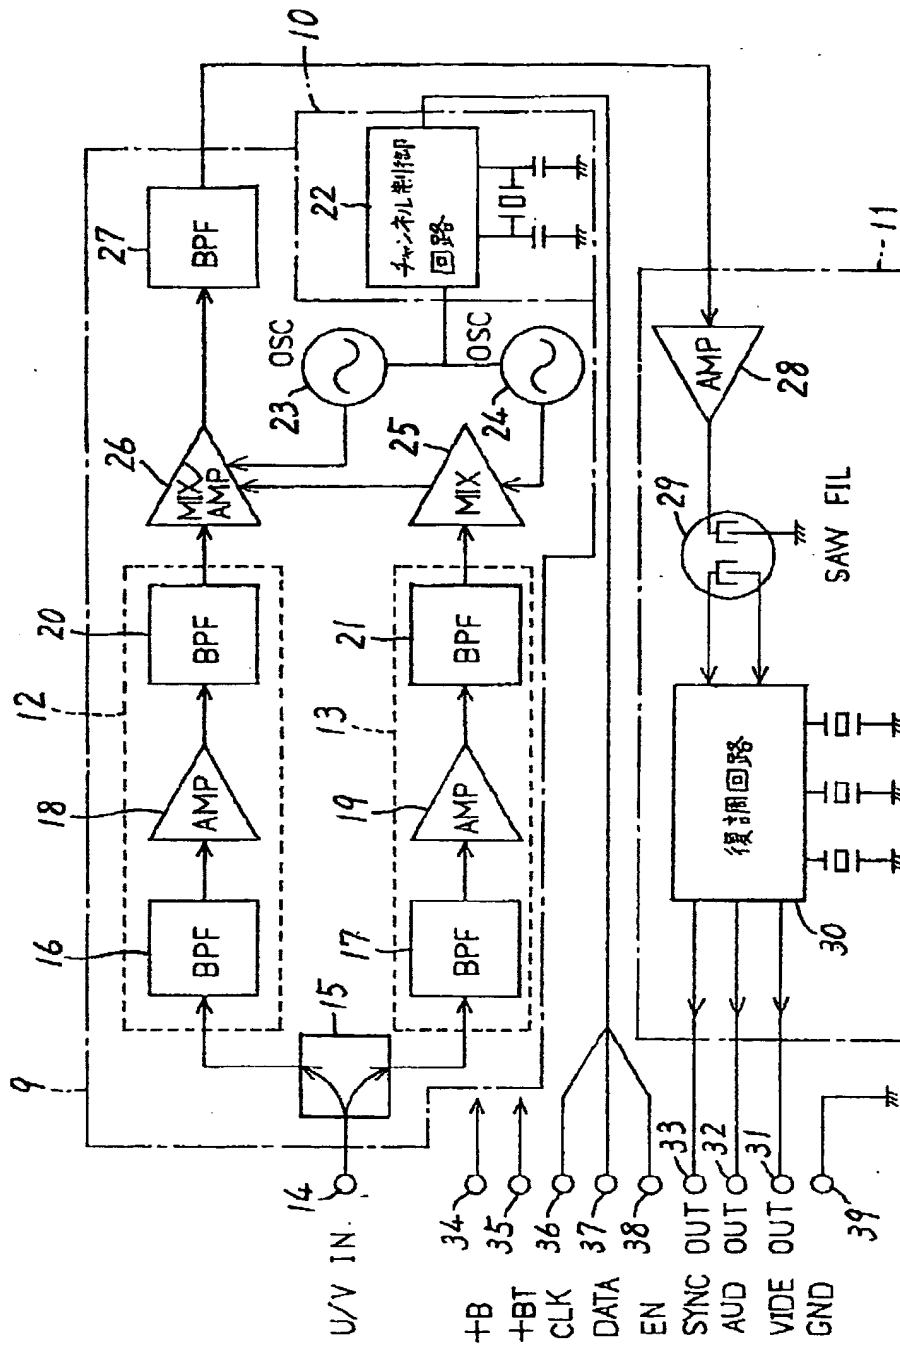 9
10
12
16
BPF
18
AMP
20
BPF
26
MIX
AMP
27
BPF
OSC
23
22
チャンネル制御
回路
14
U/V IN.
15
13
17
BPF
19
AMP
21
BPF
25
MIX
OSC
24
34
+B
35
+BT
36
CLK
37
DATA
38
EN
33
SYNC OUT
32
AUD OUT
31
VIDE OUT
39
GND
11
AMP
28
29
SAW FIL
復調回路
30